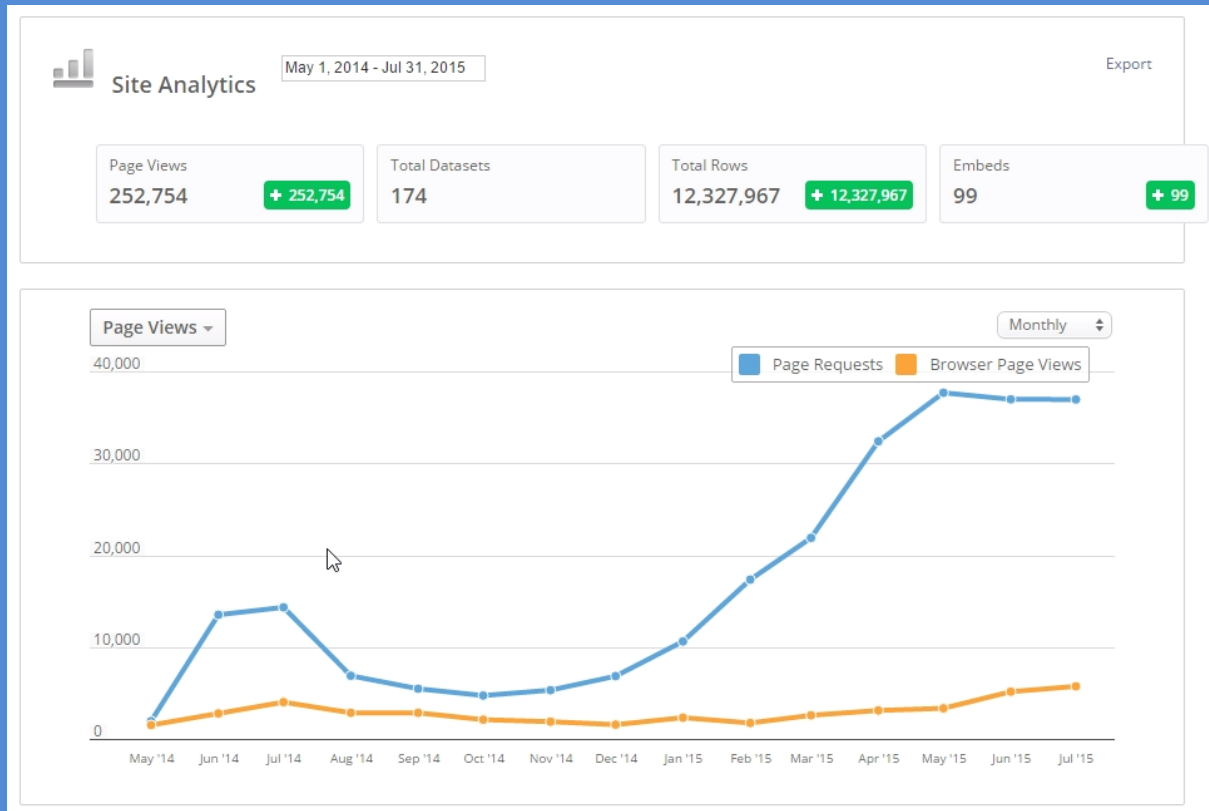 Site Analytics
May 1, 2014 - Jul 31, 2015
Export
Page Views
252,754
+ 252,754
Total Datasets
174
Total Rows
12,327,967
+ 12,327,967
Embeds
99
+ 99
Page Views
Monthly
Page Requests
Browser Page Views
40,000
30,000
20,000
10,000
0
May '14 Jun '14 Jul '14 Aug '14 Sep '14 Oct '14 Nov '14 Dec '14 Jan '15 Feb '15 Mar '15 Apr '15 May '15 Jun '15 Jul '15